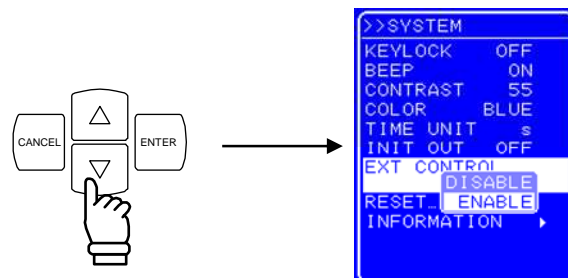 CANCEL
ENTER
>>SYSTEM
KEYLOCK OFF
BEEP ON
CONTRAST 55
COLOR BLUE
TIME UNIT s
INIT OUT OFF
EXT CONTROL
DISABLE
RESET… ENABLE
INFORMATION